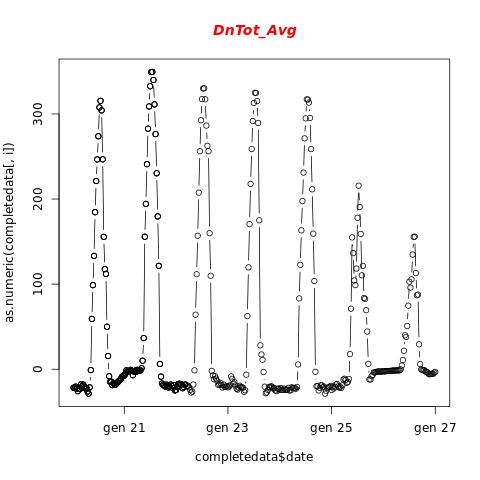 DnTot_Avg
as.numeric(completedata[, i])
300
200
100
0
gen 21
gen 23
gen 25
gen 27
completedata$date